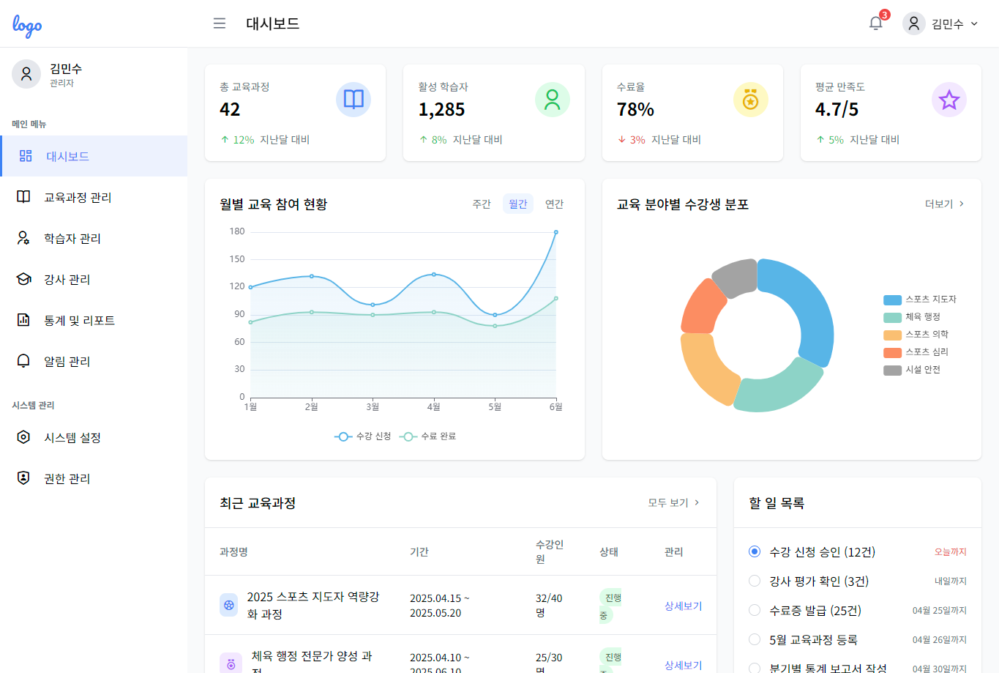 logo
대시보드
3
김민수
김민수
관리자
메인 메뉴
대시보드
교육과정 관리
학습자 관리
강사 관리
통계 및 리포트
알림 관리
시스템 관리
시스템 설정
권한 관리
총 교육과정
42
12% 지난달 대비
활성 학습자
1,285
8% 지난달 대비
수료율
78%
3% 지난달 대비
평균 만족도
4.7/5
5% 지난달 대비
월별 교육 참여 현황
주간 월간 연간
180
150
120
90
60
30
0
1월 2월 3월 4월 5월 6월
수강 신청 수료 완료
교육 분야별 수강생 분포
더보기
스포츠 지도자
체육 행정
스포츠 의학
스포츠 심리
시설 안전
최근 교육과정
모두 보기
과정명 기간 수강인
원 상태 관리
2025 스포츠 지도자 역량강
화 과정
2025.04.15 ~
2025.05.20
32/40
명
진행
중
상세보기
체육 행정 전문가 양성 과
정
2025.04.10 ~
2025.06.10
25/30
명
진행
상세보기
할 일 목록
수강 신청 승인 (12건) 오늘까지
강사 평가 확인 (3건) 내일까지
수료증 발급 (25건) 04월 25일까지
5월 교육과정 등록 04월 26일까지
분기별 통계 보고서 작성 04월 30일까지